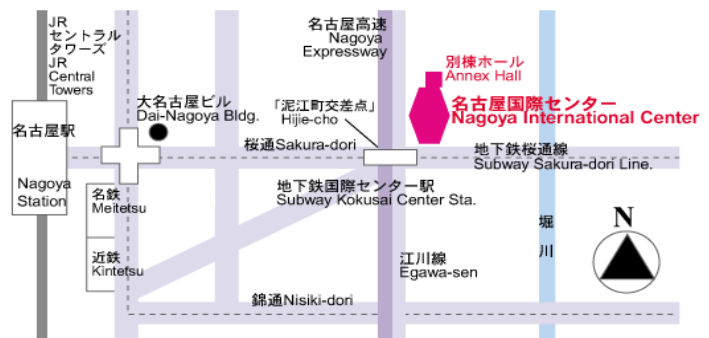 JR
セントラル
タワーズ
JR
Central
Towers
名古屋高速
Nagoya
Expressway
別棟ホール
Annex Hall
大名古屋ビル
Dai-Nagoya Bldg.
「泥江町交差点」
Hijie-cho
名古屋国際センター
Nagoya International Center
名古屋駅
桜通Sakura-dori
地下鉄桜通線
Subway Sakura-dori Line.
Nagoya
Station
名鉄
Meitetsu
地下鉄国際センター駅
Subway Kokusai Center Sta.
堀
川
N
近鉄
Kintetsu
江川線
Egawa-sen
錦通Nisiki-dori